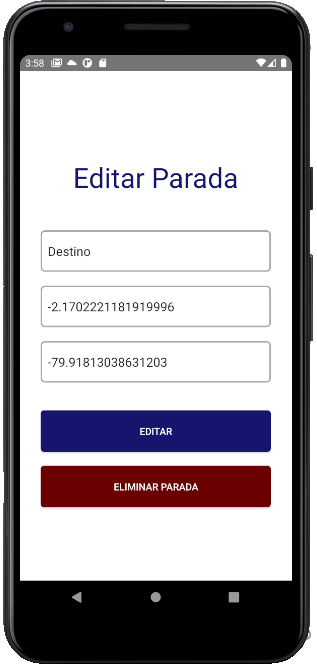 3:58
Editar Parada
Destino
-2.1702221181919996
-79.91813038631203
EDITAR
ELIMINAR PARADA